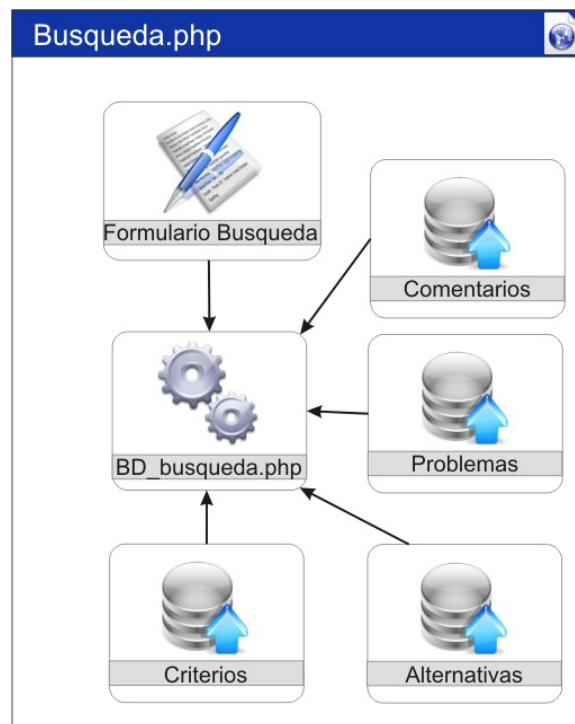 Busqueda.php
Formulario Busqueda
Comentarios
BD_busqueda.php
Problemas
Criterios
Alternativas